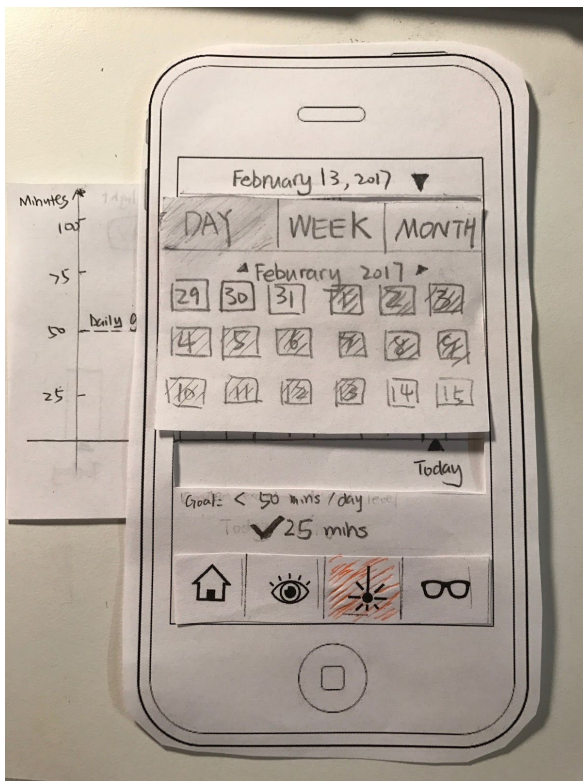 February 13, 2017 ▼
Minutes
100
75
50 Daily
25
DAY WEEK MONTH
◄ Feburary 2017 ►
29 30 31 1 2 3
4 5 6 7 8 9
10 11 12 13 14 15
Today
Goal: < 50 mins / day
✓25 mins